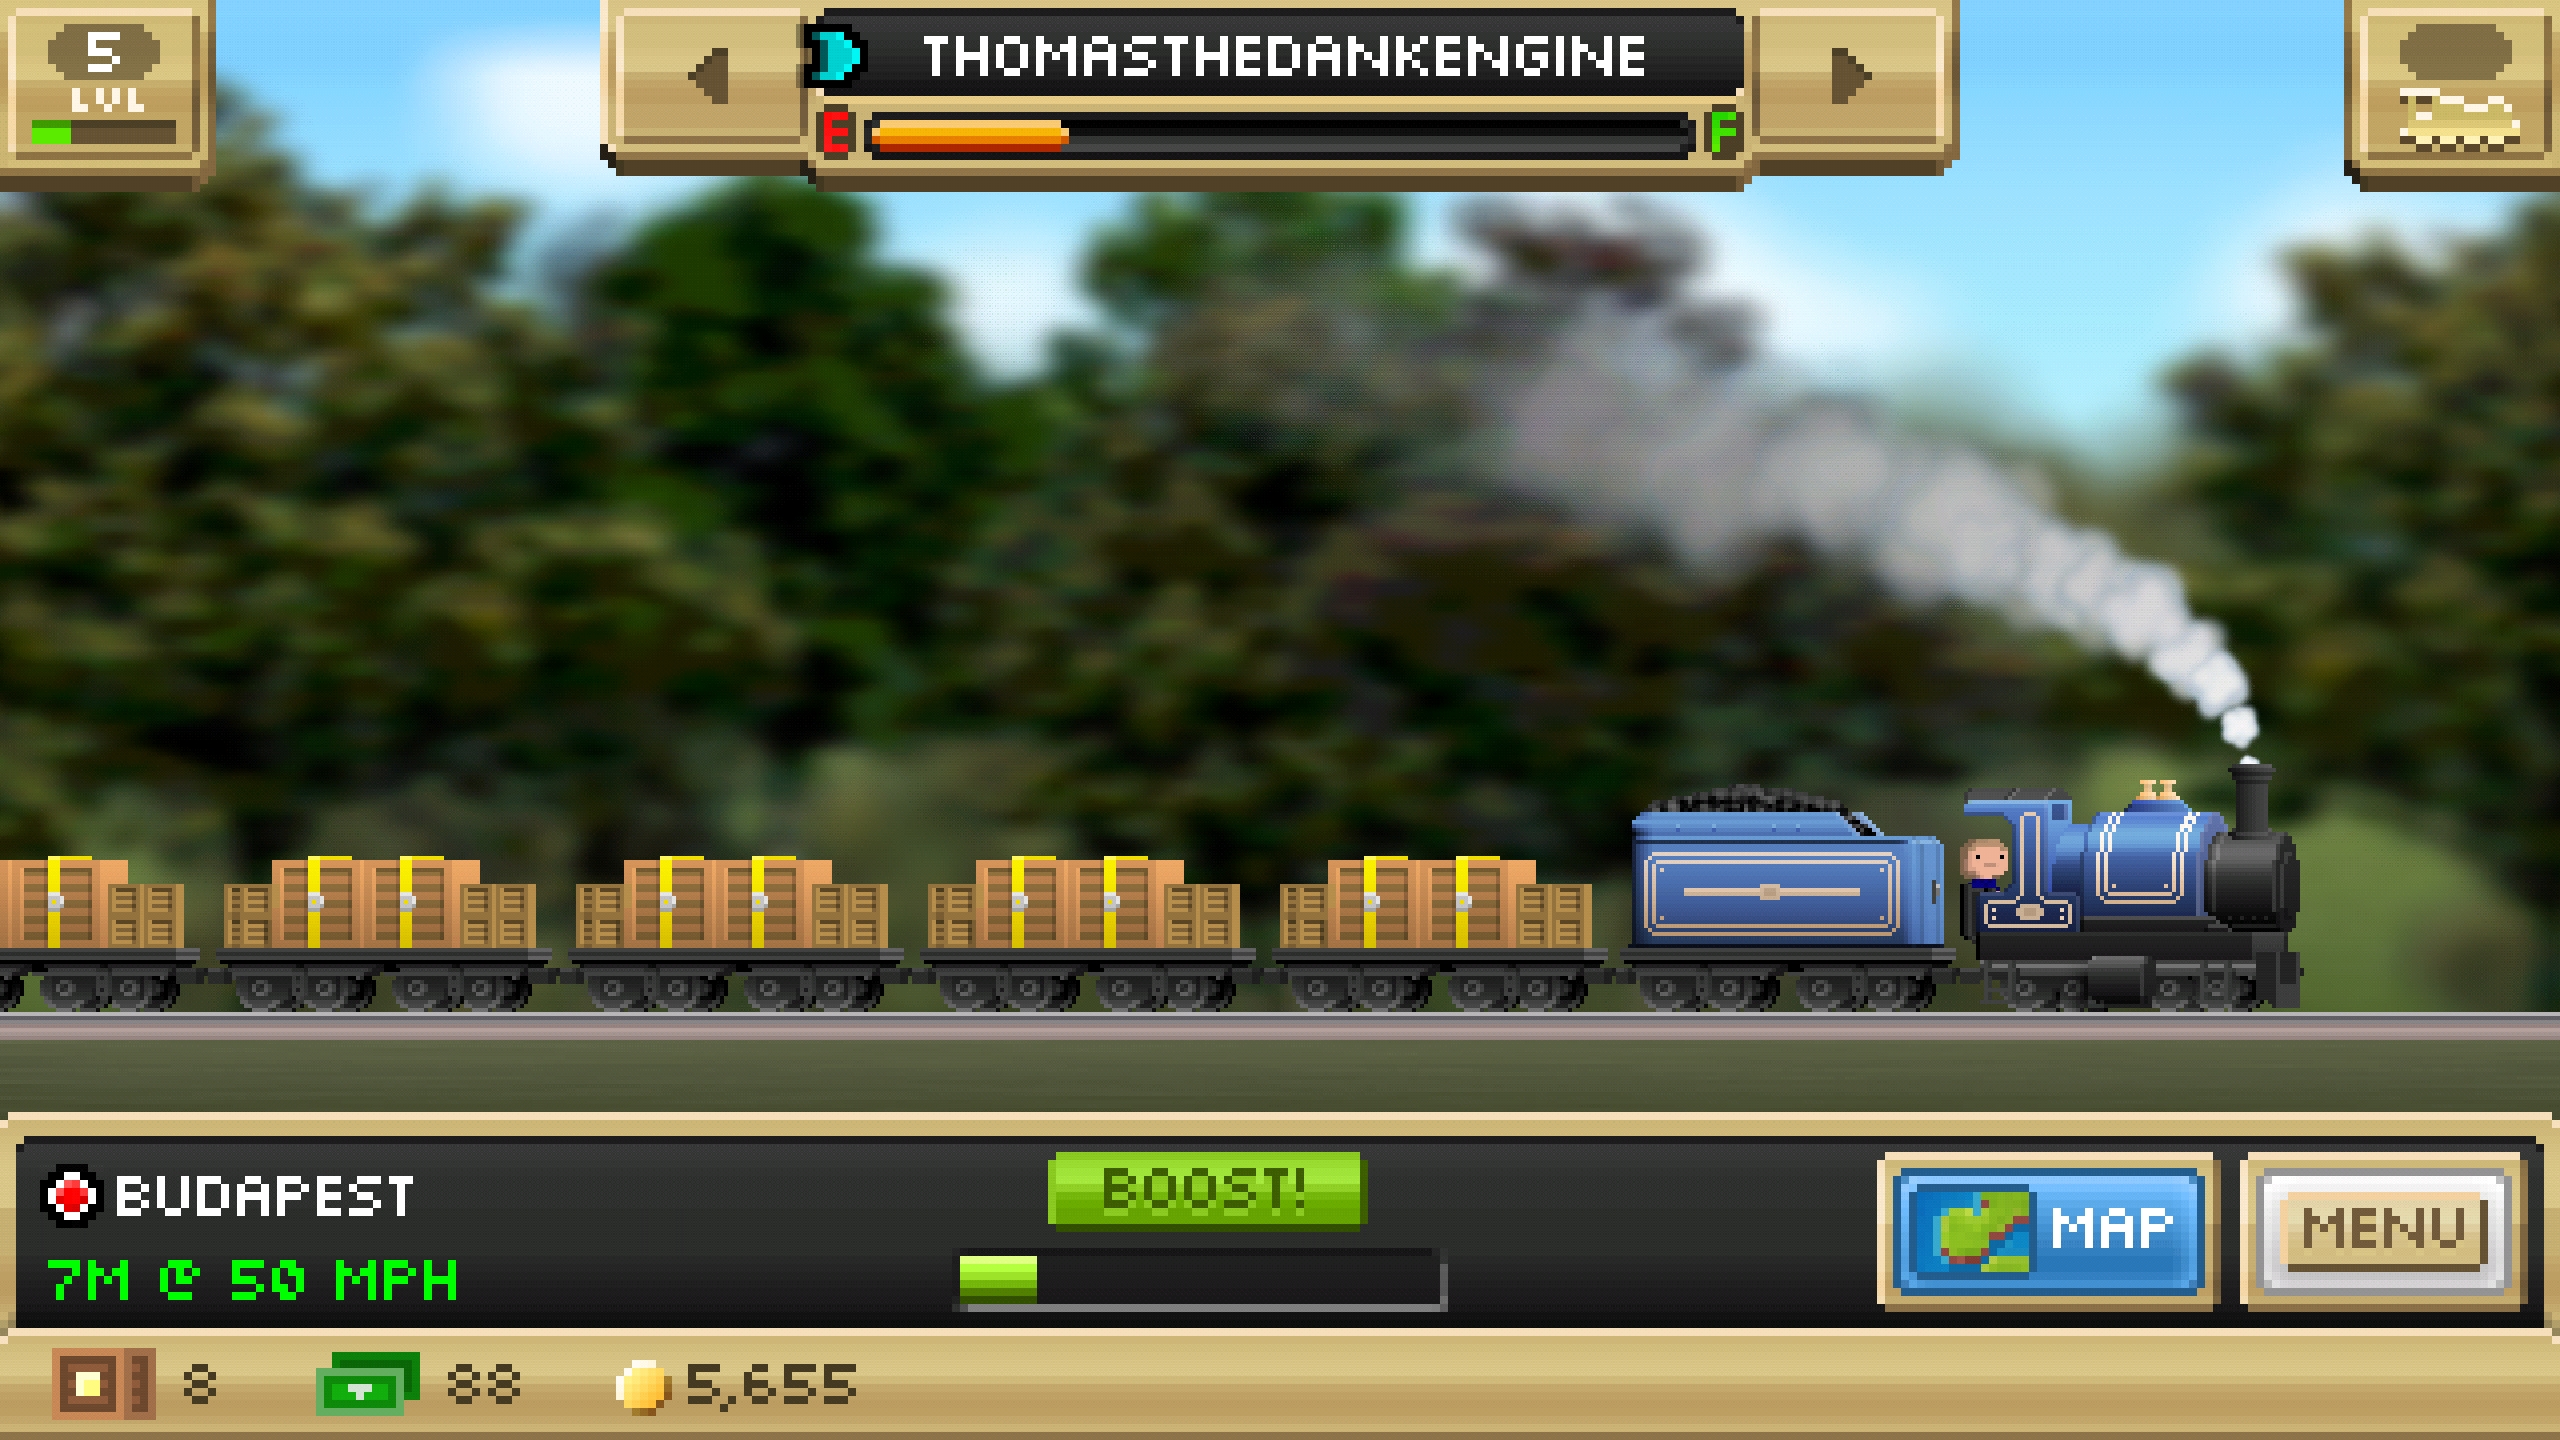 5
LVL
THOMASTHEDANKENGINE
E F
BUDAPEST
7M @ 50 MPH
BOOST!
MAP
MENU
8 88 5,655